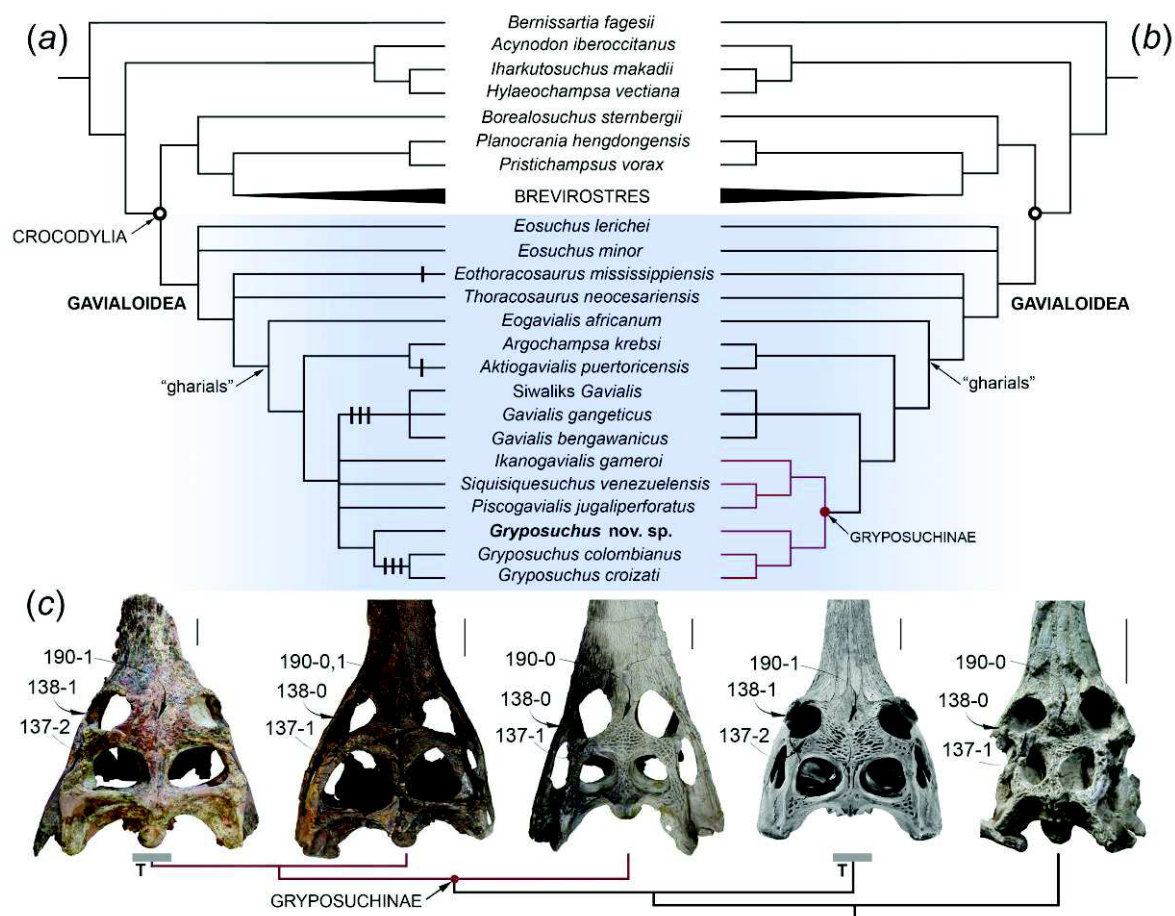 (a)
(b)
Bernissartia fagesii
Acynodon iberoccitanus
Iharkutosuchus makadii
Hylaeochampsa vectiana
Borealosuchus sternbergii
Planocrania hengdongensis
Pristichampsus vorax
BREVIROSTRES
CROCODYLIA
Eosuchus lerichei
Eosuchus minor
Eothoracosaurus mississippiensis
GAVIALOIDEA
Thoracosaurus neocesariensis
GAVIALOIDEA
Eogavialis africanum
Argochampsa krebsi
"gharials"
Aktiogavialis puertoricensis
"gharials"
Siwaliks Gavialis
Gavialis gangeticus
Gavialis bengawanicus
Ikanogavialis gameroi
Siquisiquesuchus venezuelensis
Piscogavialis jugaliperforatus
Gryposuchus nov. sp.
GRYPOSUCHINAE
Gryposuchus colombianus
Gryposuchus croizati
(c)
190-1
138-1
137-2
190-0,1
138-0
137-1
190-0
138-0
137-1
190-1
138-1
137-2
190-0
138-0
137-1
T
T
GRYPOSUCHINAE